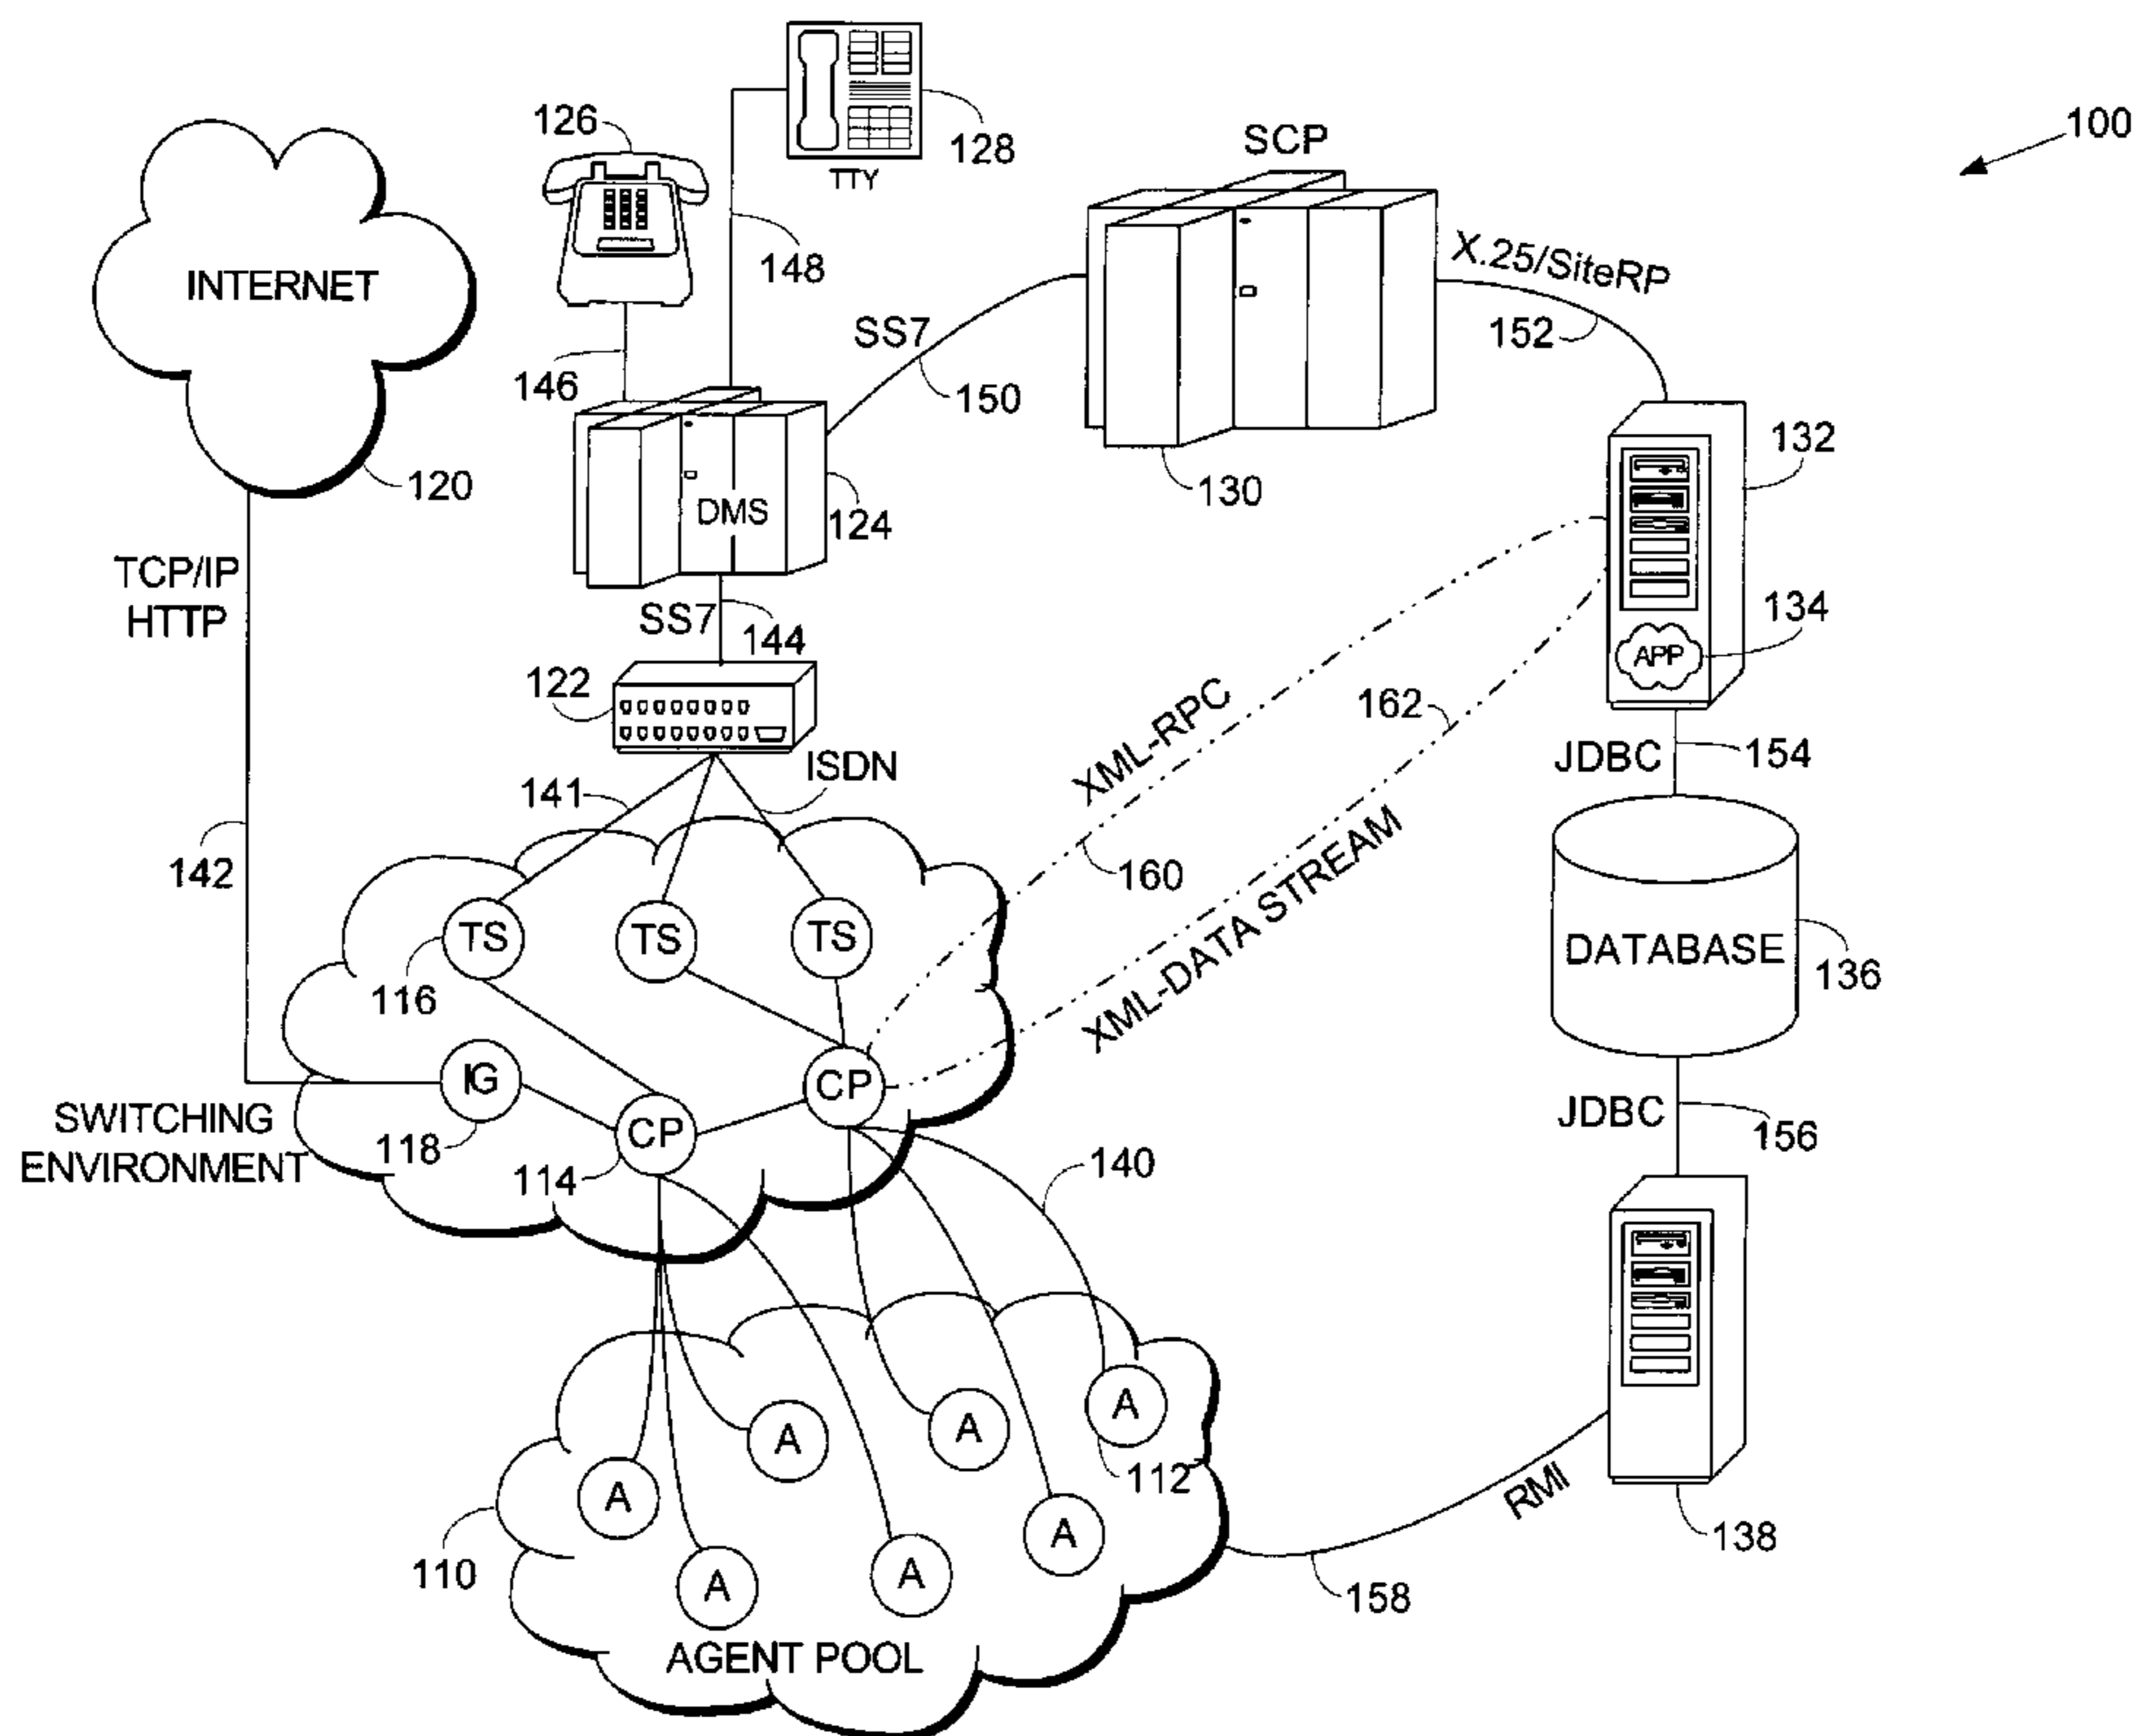 128
TTY
126
100
SCP
INTERNET
148
X.25/SiteRP
152
SS7
150
146
120
DMS
124
130
132
TCP/IP
HTTP
SS7
144
134
APP
122
ISDN
141
XML-RPC
162
JDBC
154
142
160
XML-DATA STREAM
TS
TS
TS
116
DATABASE
136
IG
CP
CP
118
114
SWITCHING
ENVIRONMENT
140
JDBC
156
A
A
A
A
A
A
A
112
110
RMI
138
158
AGENT POOL